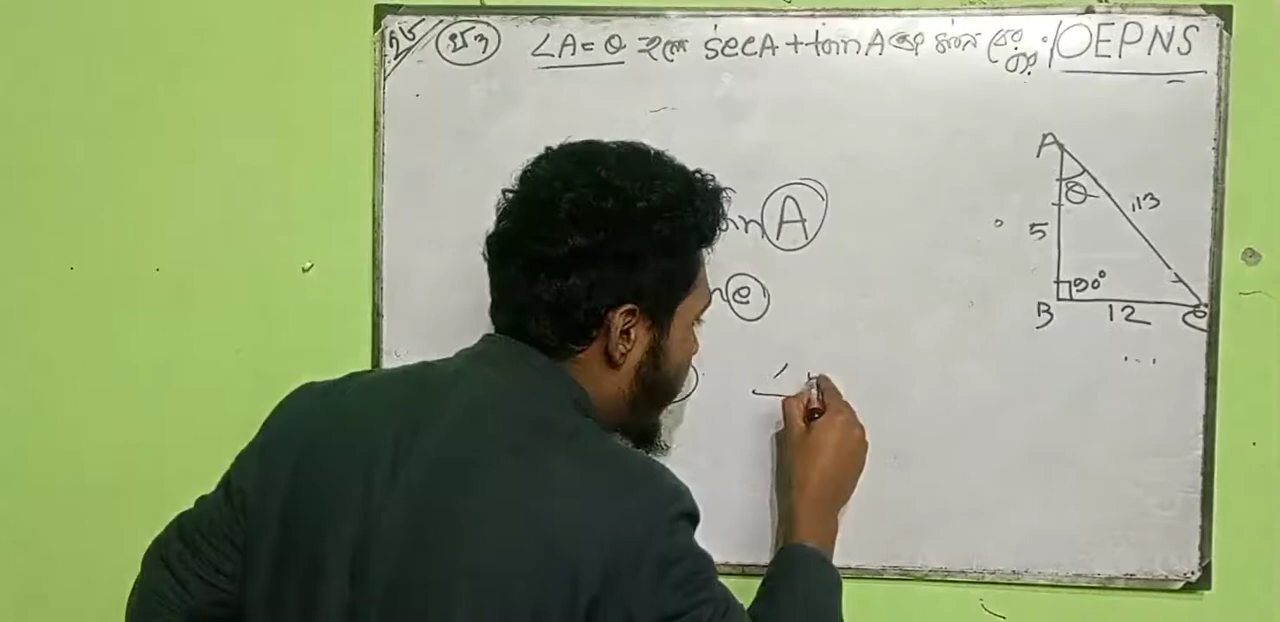 ∠A = θ হলে secA + tanA এর মান বের কর। OEPNS
A
θ
13
5
90°
B
12
C
A
θ